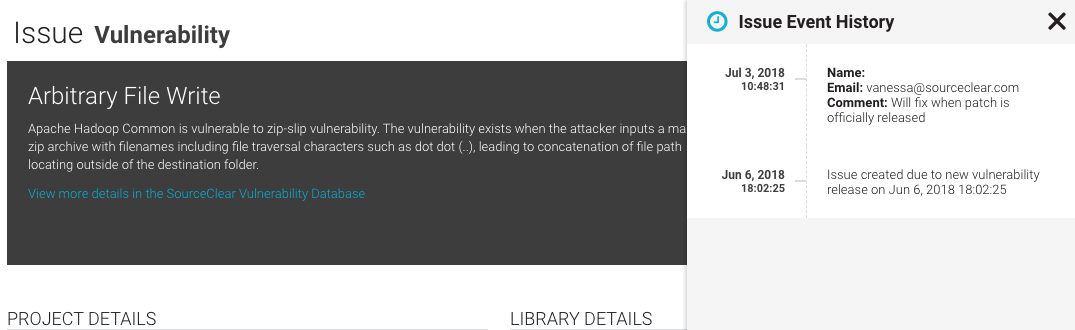 Issue Vulnerability
Arbitrary File Write
Apache Hadoop Common is vulnerable to zip-slip vulnerability. The vulnerability exists when the attacker inputs a ma
zip archive with filenames including file traversal characters such as dot dot (..), leading to concatenation of file path
locating outside of the destination folder.
View more details in the SourceClear Vulnerability Database
PROJECT DETAILS
LIBRARY DETAILS
Issue Event History
Jul 3, 2018
10:48:31
Name:
Email: vanessa@sourceclear.com
Comment: Will fix when patch is
officially released
Jun 6, 2018
18:02:25
Issue created due to new vulnerability
release on Jun 6, 2018 18:02:25